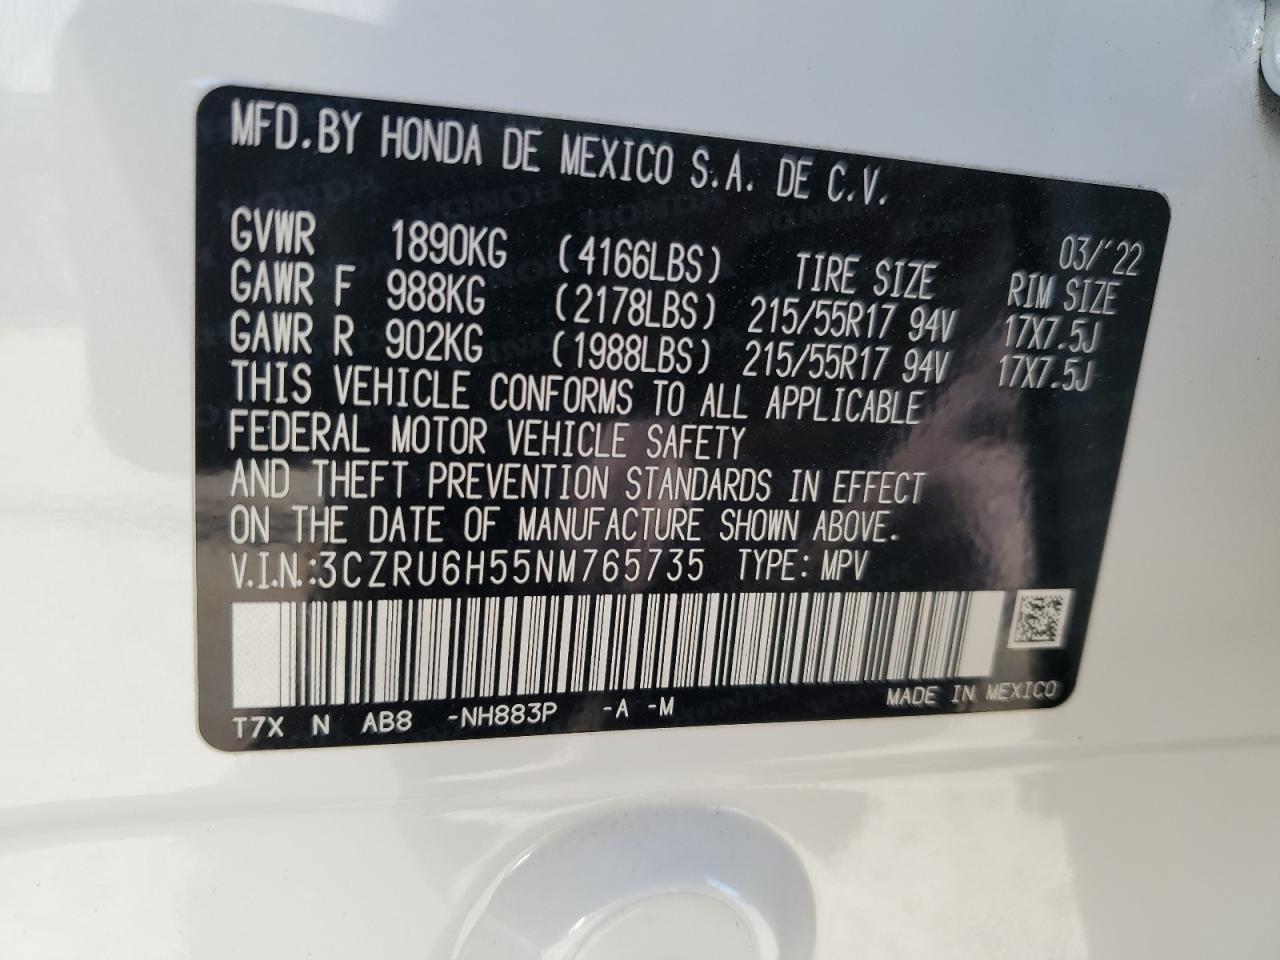 MFD.BY HONDA DE MEXICO S.A. DE C.V.
03/'22
GVWR 1890KG (4166LBS) TIRE SIZE RIM SIZE
GAWR F 988KG (2178LBS) 215/55R17 94V 17X7.5J
GAWR R 902KG (1988LBS) 215/55R17 94V 17X7.5J
THIS VEHICLE CONFORMS TO ALL APPLICABLE
FEDERAL MOTOR VEHICLE SAFETY
AND THEFT PREVENTION STANDARDS IN EFFECT
ON THE DATE OF MANUFACTURE SHOWN ABOVE.
V.I.N.:3CZRU6H55NM765735 TYPE: MPV
T7X N AB8 -NH883P -A -M MADE IN MEXICO